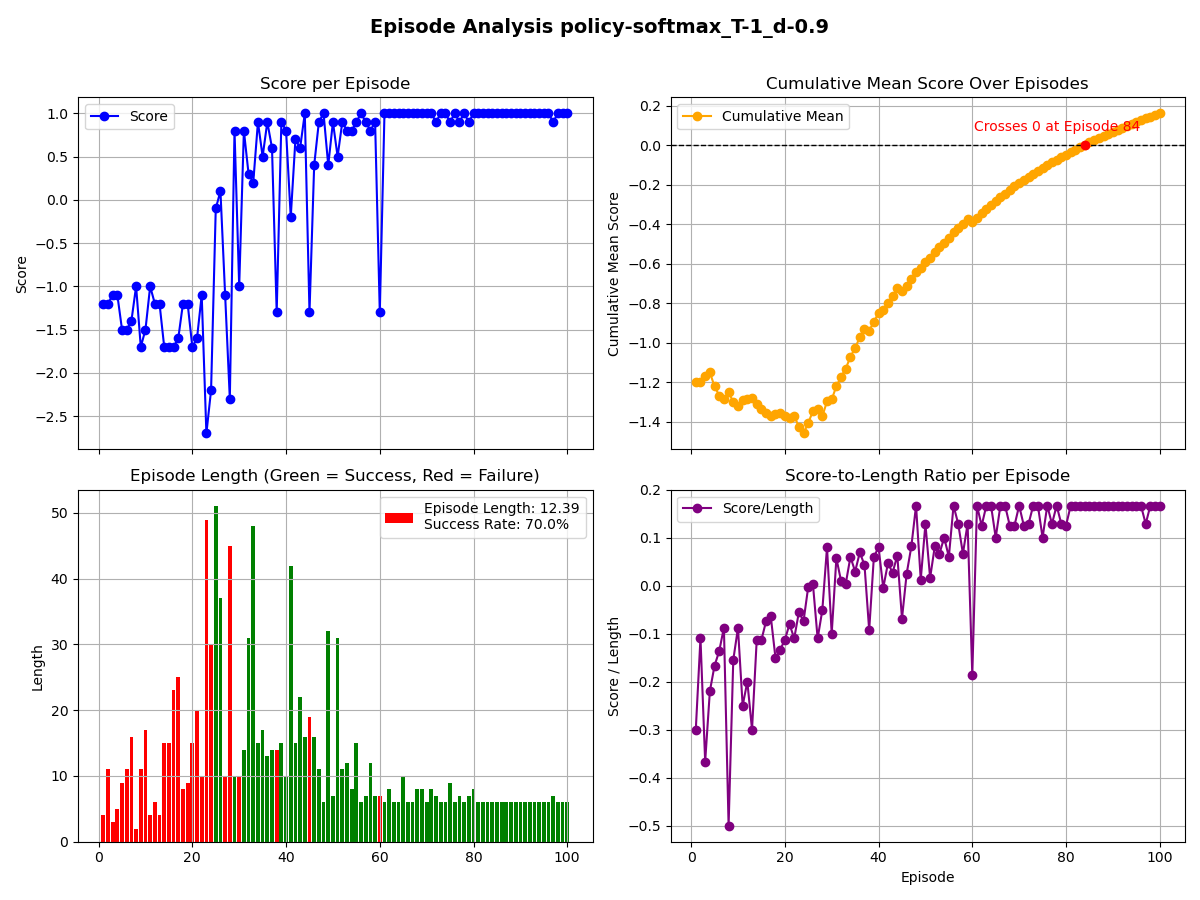 Episode Analysis policy-softmax_T-1_d-0.9
Score per Episode
Score
1.0
0.5
0.0
−0.5
−1.0
−1.5
−2.0
−2.5
Score
Cumulative Mean Score Over Episodes
Cumulative Mean
Crosses 0 at Episode 84
0.2
0.0
−0.2
−0.4
−0.6
−0.8
−1.0
−1.2
−1.4
Cumulative Mean Score
Episode Length (Green = Success, Red = Failure)
Episode Length: 12.39
Success Rate: 70.0%
50
40
30
20
10
0
Length
0 20 40 60 80 100
Score-to-Length Ratio per Episode
Score/Length
0.2
0.1
0.0
−0.1
−0.2
−0.3
−0.4
−0.5
Score / Length
0 20 40 60 80 100
Episode